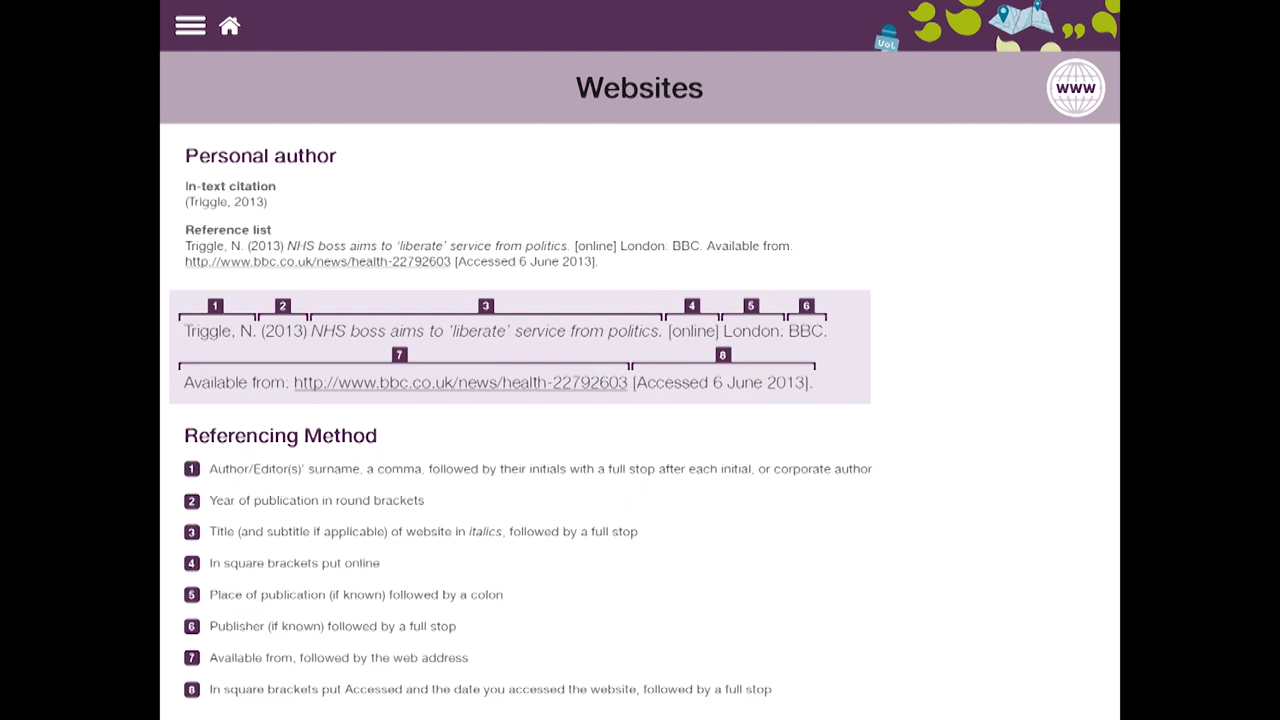 UOL
Websites
WWW
Personal author
In-text citation
(Triggle, 2013)
Reference list
Triggle, N. (2013) NHS boss aims to ‘liberate’ service from politics. [online] London: BBC. Available from:
http://www.bbc.co.uk/news/health-22792603 [Accessed 6 June 2013].
1 2 3 4 5 6
Triggle, N. (2013) NHS boss aims to ‘liberate’ service from politics. [online] London: BBC.
7 8
Available from: http://www.bbc.co.uk/news/health-22792603 [Accessed 6 June 2013].
Referencing Method
1 Author/Editor(s)’ surname, a comma, followed by their initials with a full stop after each initial, or corporate author
2 Year of publication in round brackets
3 Title (and subtitle if applicable) of website in italics, followed by a full stop
4 In square brackets put online
5 Place of publication (if known) followed by a colon
6 Publisher (if known) followed by a full stop
7 Available from, followed by the web address
8 In square brackets put Accessed and the date you accessed the website, followed by a full stop